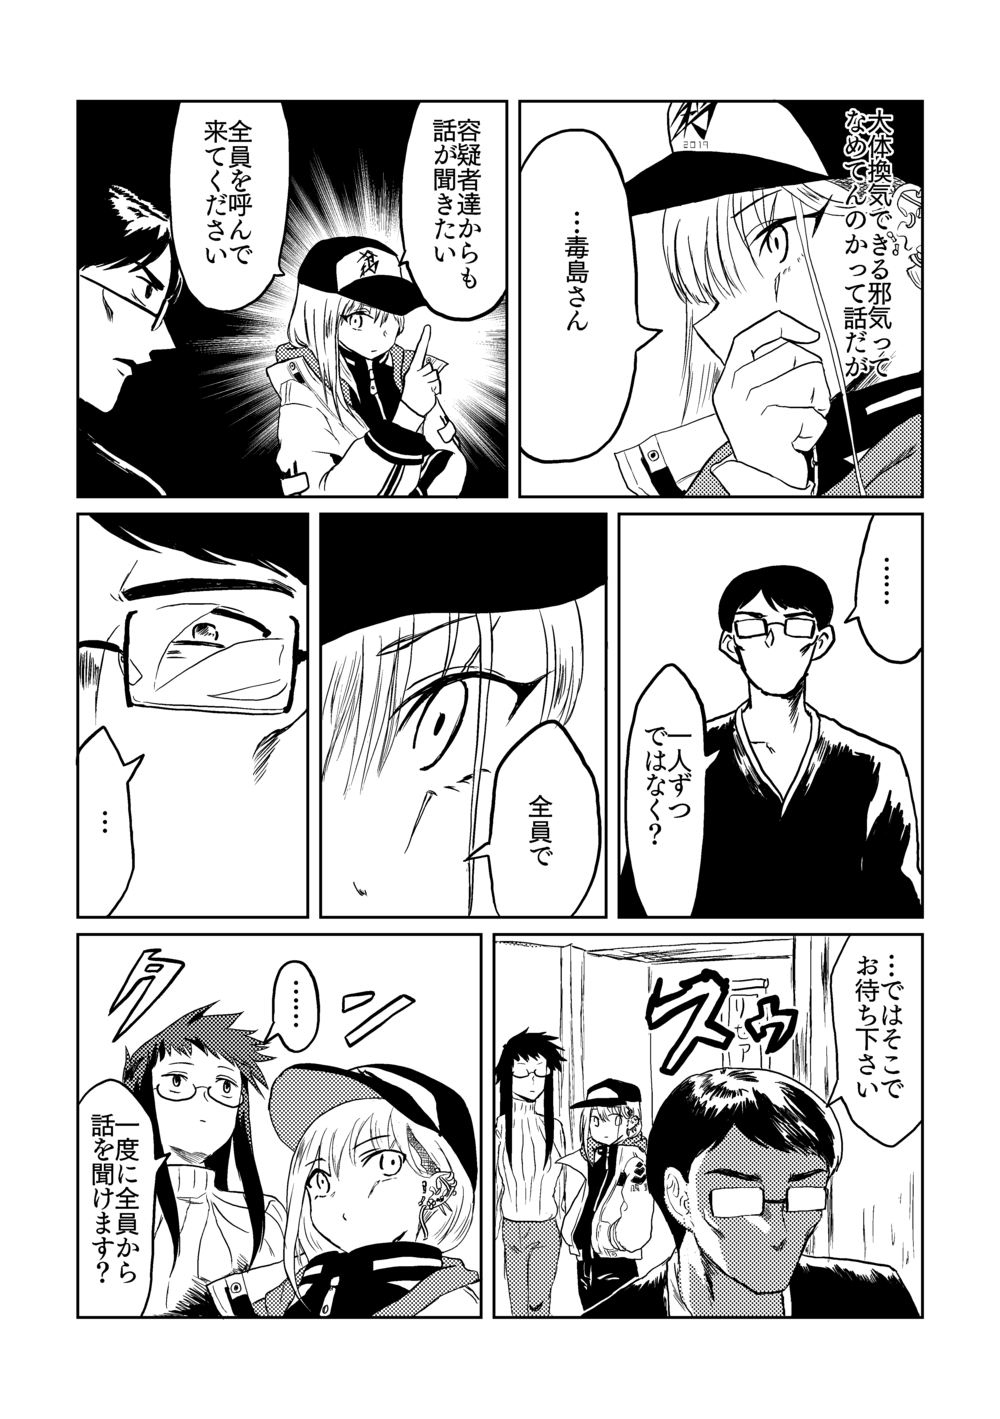 大体換気できる邪気って
なめてんのかって話だが
2019
…毒島さん
容疑者達からも
話が聞きたい
全員を呼んで
来てください
……
一人ずつ
ではなく?
全員で
…
…ではそこで
お待ち下さい
スゥ
タン
……
一度に全員から
話を聞けます?